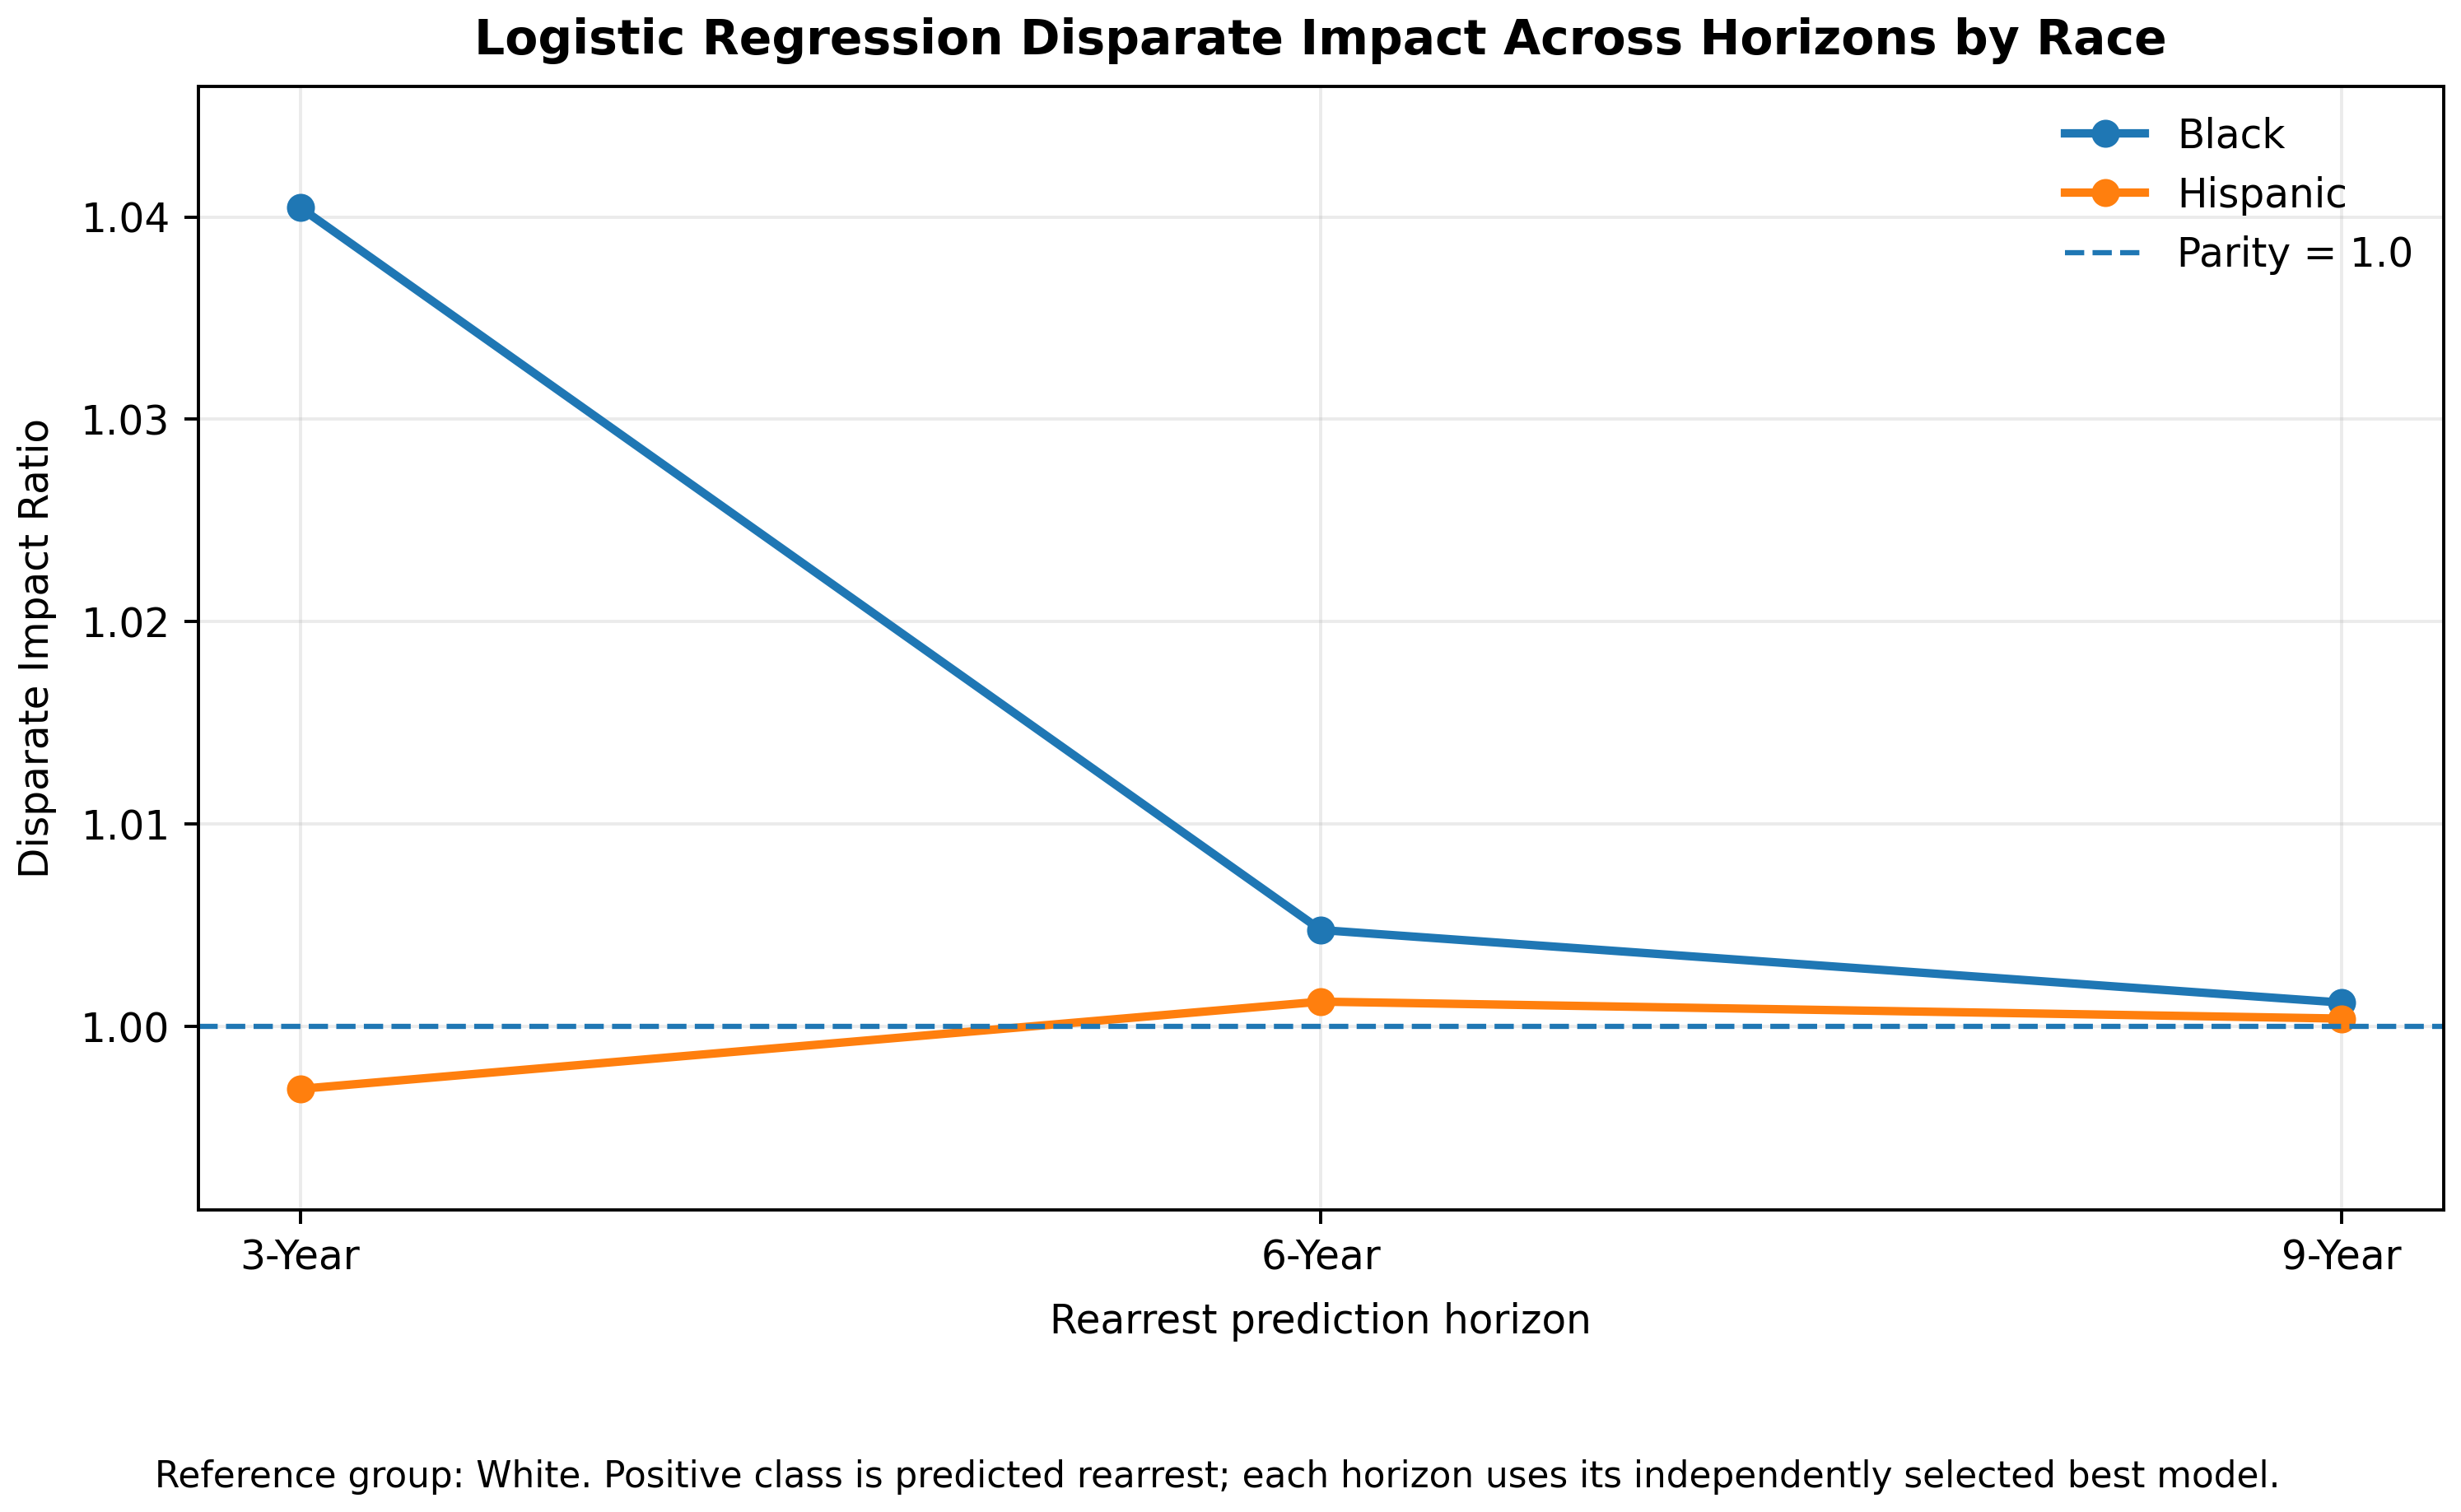 Logistic Regression Disparate Impact Across Horizons by Race
Black
Hispanic
Parity = 1.0
Disparate Impact Ratio
1.04
1.03
1.02
1.01
1.00
3-Year
6-Year
9-Year
Rearrest prediction horizon
Reference group: White. Positive class is predicted rearrest; each horizon uses its independently selected best model.